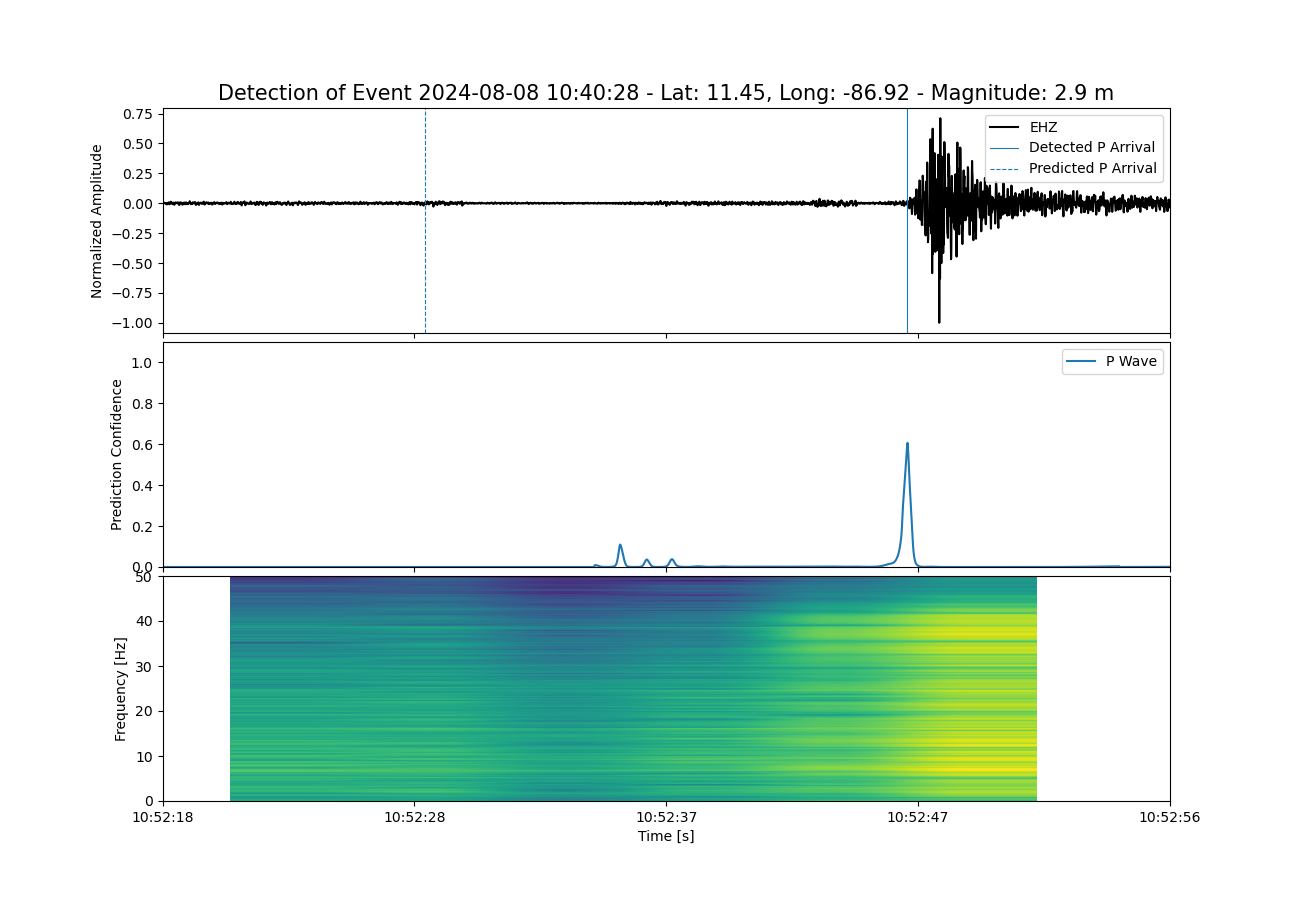 Detection of Event 2024-08-08 10:40:28 - Lat: 11.45, Long: -86.92 - Magnitude: 2.9 m
Normalized Amplitude
0.75
0.50
0.25
0.00
−0.25
−0.50
−0.75
−1.00
EHZ
Detected P Arrival
Predicted P Arrival
Prediction Confidence
1.0
0.8
0.6
0.4
0.2
0.0
P Wave
Frequency [Hz]
50
40
30
20
10
0
10:52:18
10:52:28
10:52:37
10:52:47
10:52:56
Time [s]